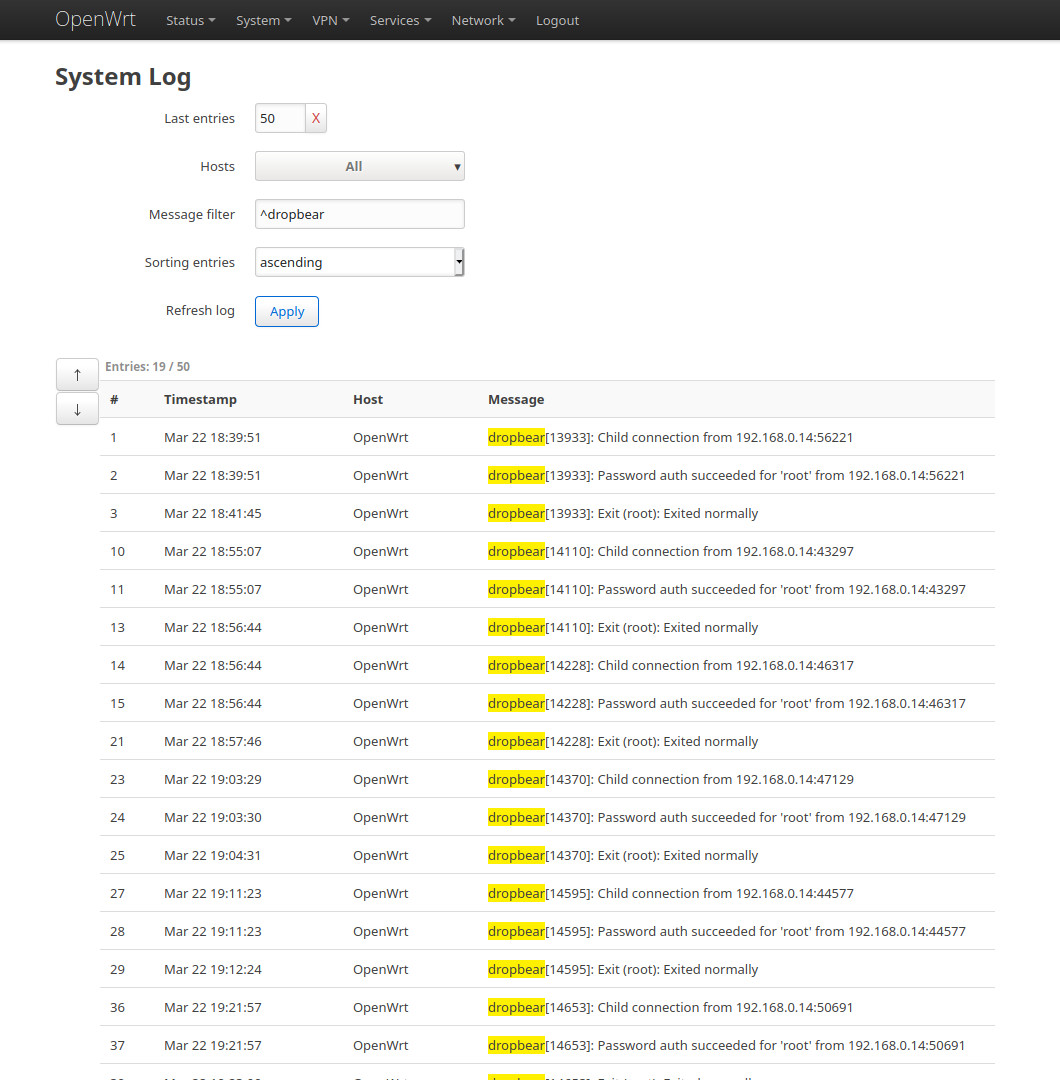 OpenWrt Status System VPN Services Network Logout
System Log
Last entries 50 X
Hosts All
Message filter ^dropbear
Sorting entries ascending
Refresh log Apply
↑ Entries: 19 / 50
↓ # Timestamp Host Message
1 Mar 22 18:39:51 OpenWrt dropbear[13933]: Child connection from 192.168.0.14:56221
2 Mar 22 18:39:51 OpenWrt dropbear[13933]: Password auth succeeded for 'root' from 192.168.0.14:56221
3 Mar 22 18:41:45 OpenWrt dropbear[13933]: Exit (root): Exited normally
10 Mar 22 18:55:07 OpenWrt dropbear[14110]: Child connection from 192.168.0.14:43297
11 Mar 22 18:55:07 OpenWrt dropbear[14110]: Password auth succeeded for 'root' from 192.168.0.14:43297
13 Mar 22 18:56:44 OpenWrt dropbear[14110]: Exit (root): Exited normally
14 Mar 22 18:56:44 OpenWrt dropbear[14228]: Child connection from 192.168.0.14:46317
15 Mar 22 18:56:44 OpenWrt dropbear[14228]: Password auth succeeded for 'root' from 192.168.0.14:46317
21 Mar 22 18:57:46 OpenWrt dropbear[14228]: Exit (root): Exited normally
23 Mar 22 19:03:29 OpenWrt dropbear[14370]: Child connection from 192.168.0.14:47129
24 Mar 22 19:03:30 OpenWrt dropbear[14370]: Password auth succeeded for 'root' from 192.168.0.14:47129
25 Mar 22 19:04:31 OpenWrt dropbear[14370]: Exit (root): Exited normally
27 Mar 22 19:11:23 OpenWrt dropbear[14595]: Child connection from 192.168.0.14:44577
28 Mar 22 19:11:23 OpenWrt dropbear[14595]: Password auth succeeded for 'root' from 192.168.0.14:44577
29 Mar 22 19:12:24 OpenWrt dropbear[14595]: Exit (root): Exited normally
36 Mar 22 19:21:57 OpenWrt dropbear[14653]: Child connection from 192.168.0.14:50691
37 Mar 22 19:21:57 OpenWrt dropbear[14653]: Password auth succeeded for 'root' from 192.168.0.14:50691